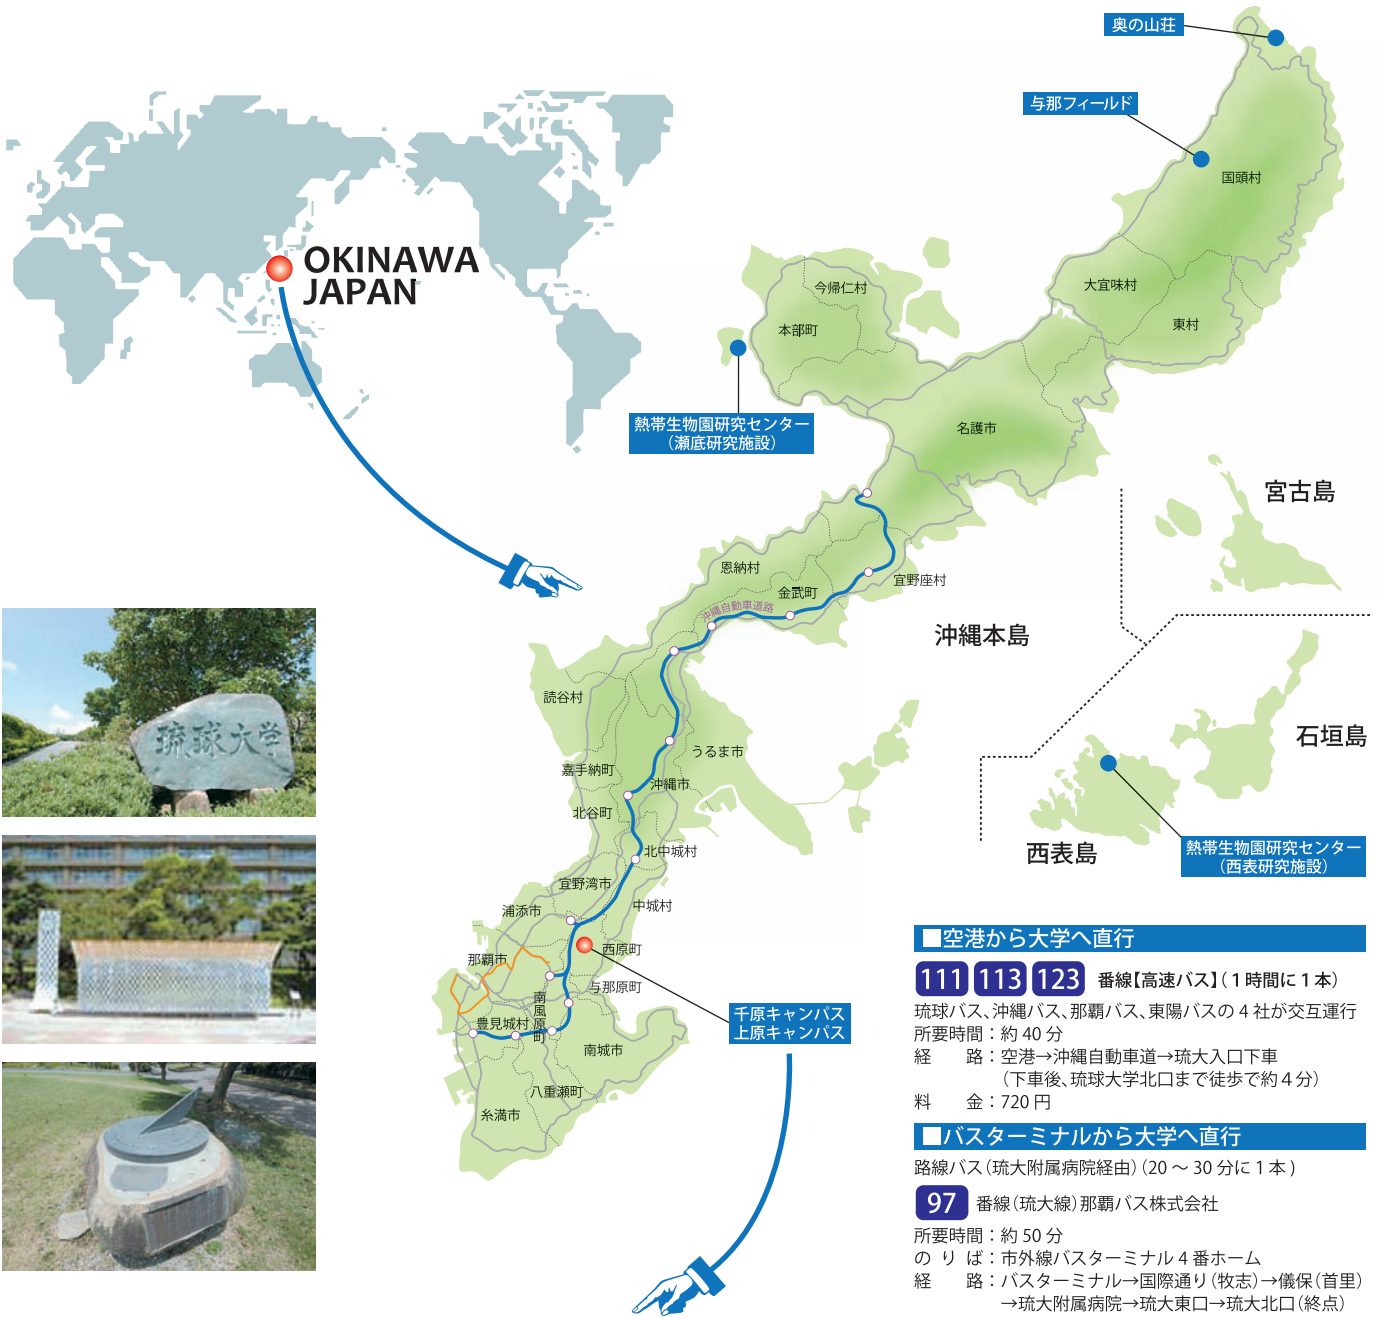 奥の山荘
与那フィールド
国頭村
OKINAWA
JAPAN
今帰仁村
大宜味村
本部町
東村
熱帯生物園研究センター
（瀬底研究施設）
名護市
宮古島
恩納村
金武町
宜野座村
沖縄自動車道路
沖縄本島
読谷村
琉球大学
うるま市
石垣島
嘉手納町
沖縄市
北谷町
北中城村
西表島
熱帯生物園研究センター
（西表研究施設）
宜野湾市
中城村
浦添市
西原町
那覇市
与那原町
南風原町
千原キャンパス
上原キャンパス
豊見城村
南城市
八重瀬町
糸満市
■空港から大学へ直行
111 113 123 番線【高速バス】（１時間に１本）
琉球バス、沖縄バス、那覇バス、東陽バスの４社が交互運行
所要時間：約 40 分
経　　路：空港→沖縄自動車道→琉大入口下車
（下車後、琉球大学北口まで徒歩で約４分）
料　　金：720 円
■バスターミナルから大学へ直行
路線バス（琉大附属病院経由）（20 ～ 30 分に１本 )
97 番線（琉大線）那覇バス株式会社
所要時間：約 50 分
の り ば：市外線バスターミナル４番ホーム
経　　路：バスターミナル→国際通り（牧志）→儀保（首里）
→琉大附属病院→琉大東口→琉大北口（終点）